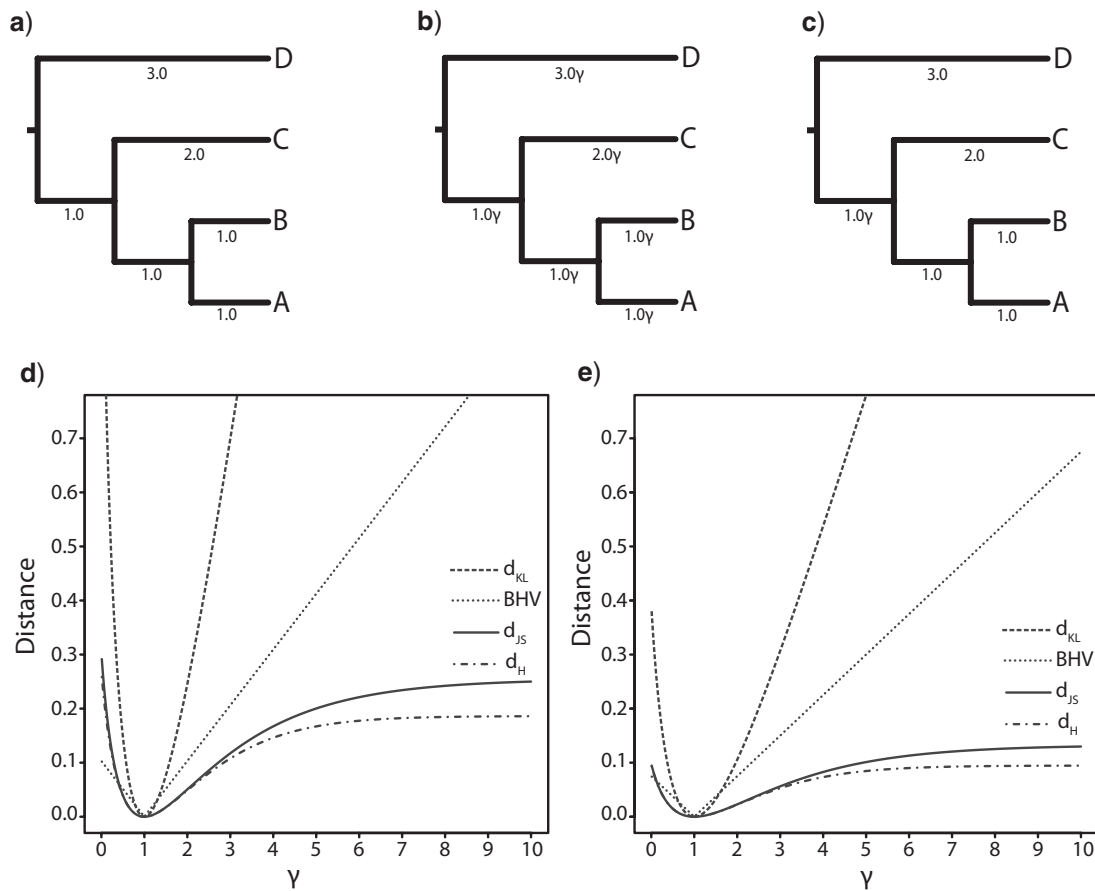 a)
D
3.0
C
2.0
1.0
B
1.0
1.0
A
1.0
b)
D
3.0γ
C
2.0γ
1.0γ
B
1.0γ
1.0γ
A
1.0γ
c)
D
3.0
C
2.0
1.0γ
B
1.0
1.0
A
1.0
d)
Distance
0.7
0.6
0.5
0.4
0.3
0.2
0.1
0.0
d_KL
BHV
d_JS
d_H
0 1 2 3 4 5 6 7 8 9 10
γ
e)
Distance
0.7
0.6
0.5
0.4
0.3
0.2
0.1
0.0
d_KL
BHV
d_JS
d_H
0 1 2 3 4 5 6 7 8 9 10
γ